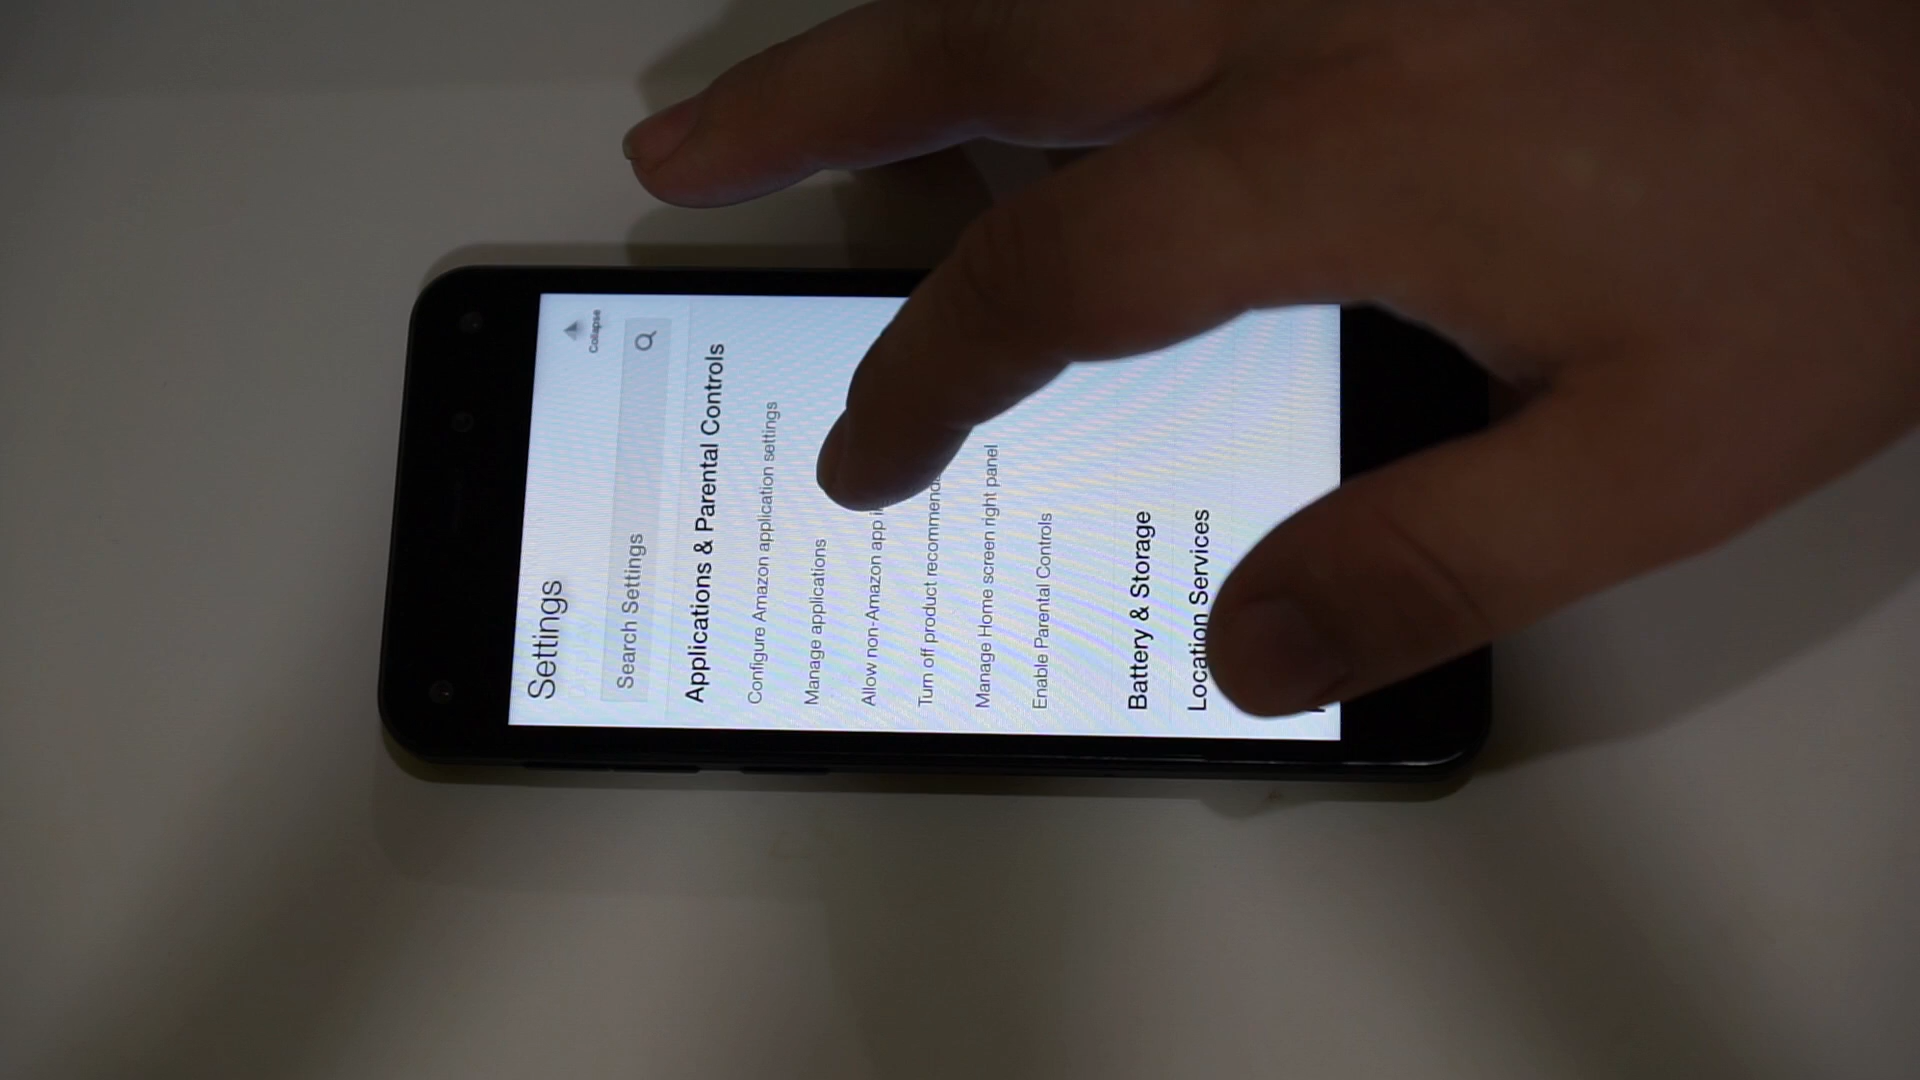 Settings
Collapse
Search Settings
Applications & Parental Controls
Configure Amazon application settings
Manage applications
Allow non-Amazon app
Turn off product
Manage Home screen right panel
Enable Parental Controls
Battery & Storage
Location Services